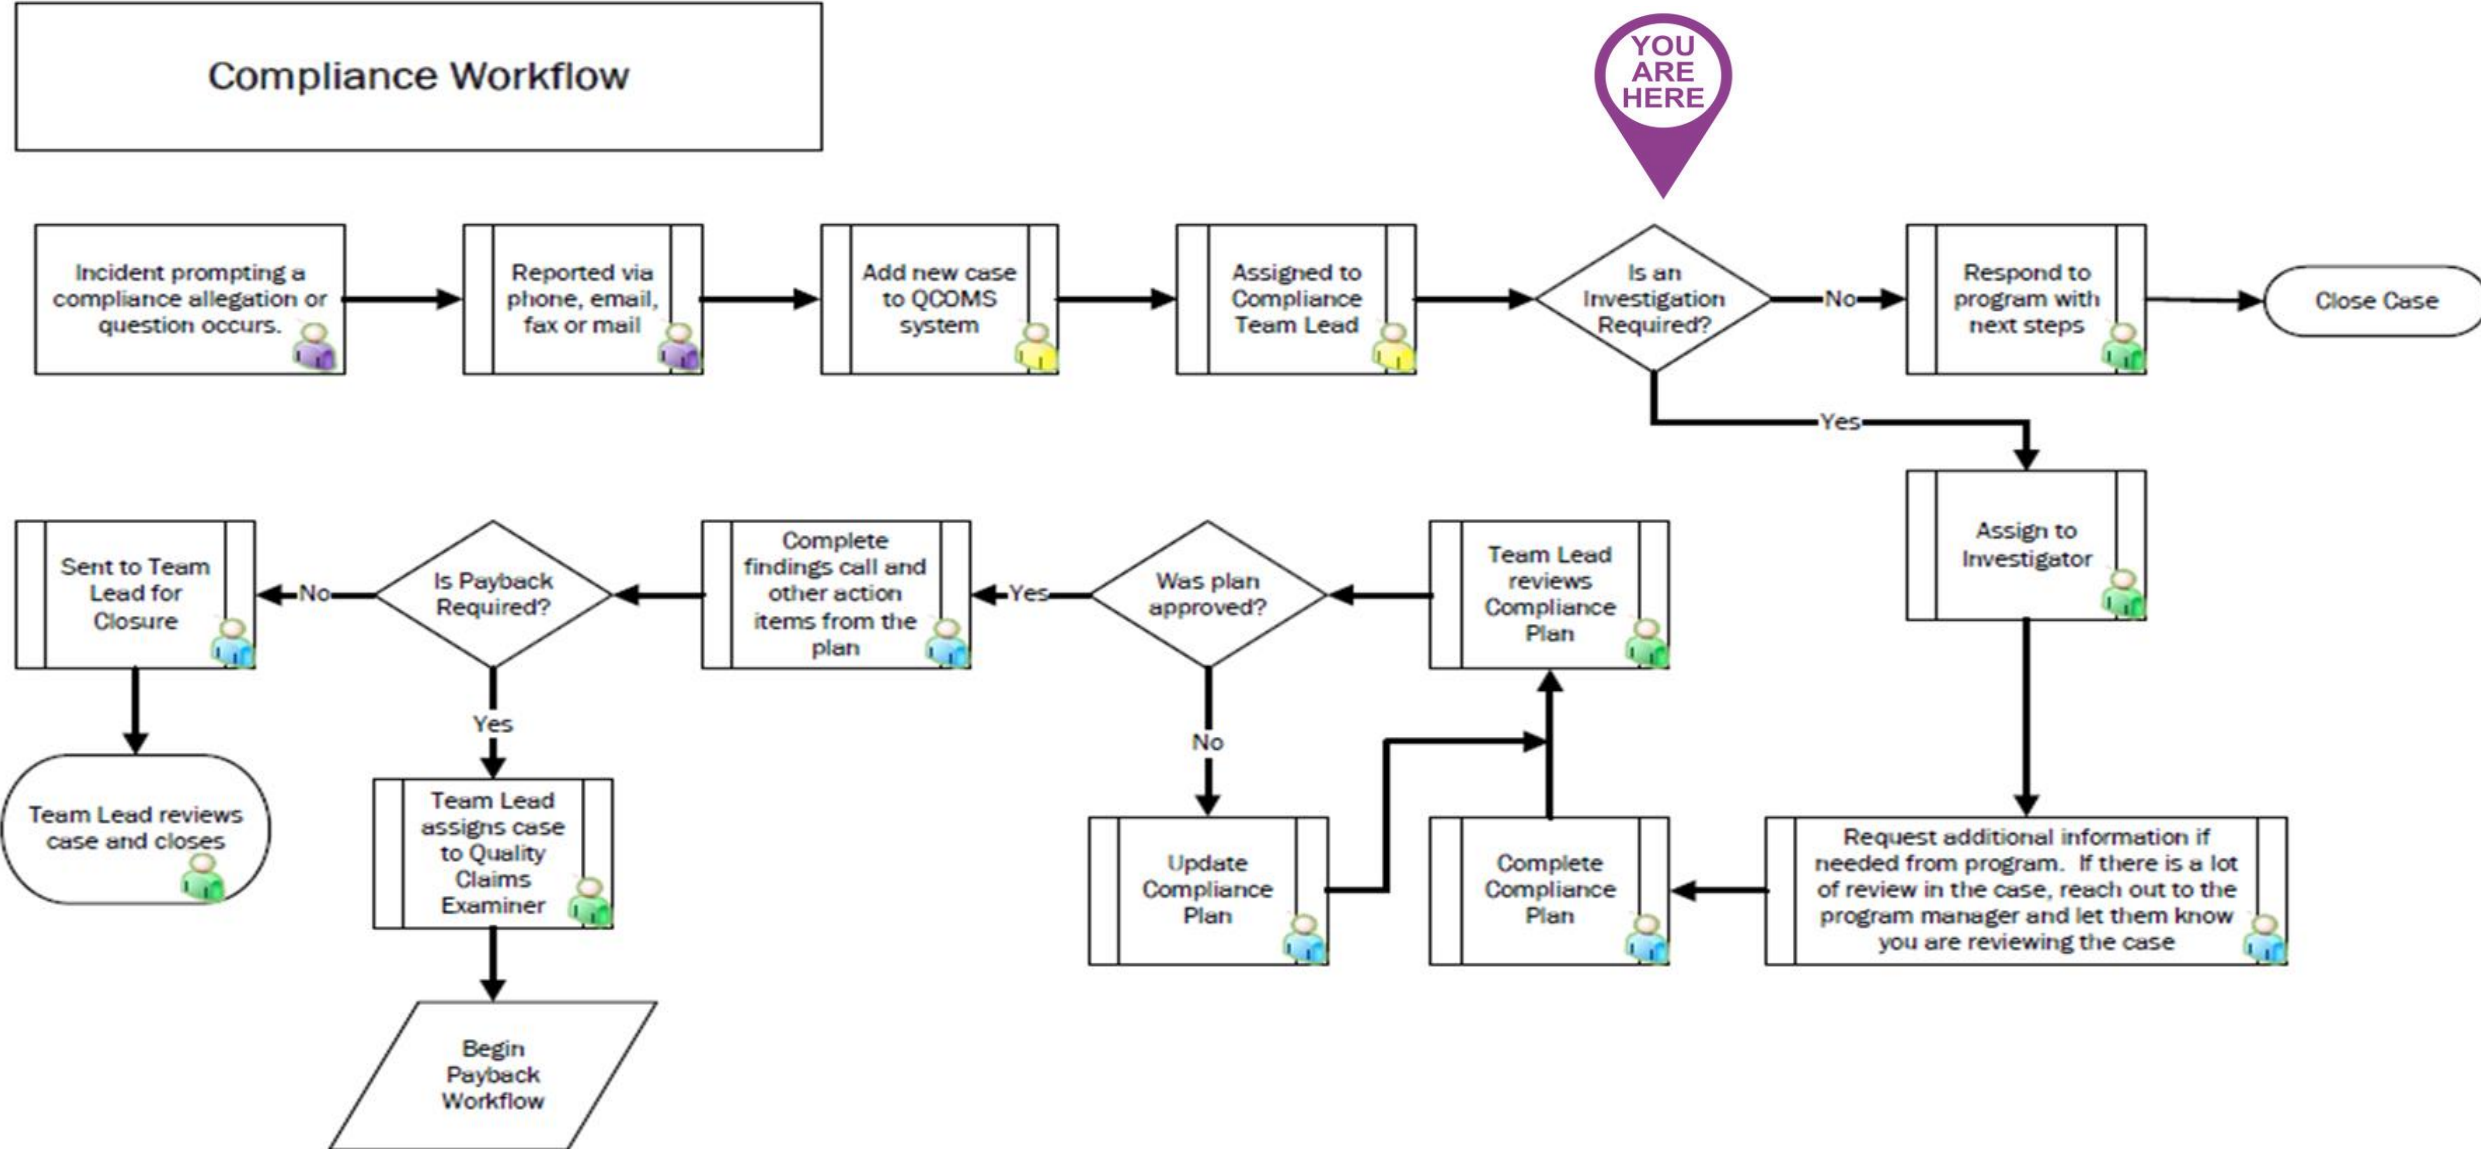 Compliance Workflow
YOU
ARE
HERE
Incident prompting a
compliance allegation or
question occurs.
Reported via
phone, email,
fax or mail
Add new case
to QCOMS
system
Assigned to
Compliance
Team Lead
Is an
Investigation
Required?
No
Respond to
program with
next steps
Close Case
Yes
Assign to
Investigator
Request additional information if
needed from program. If there is a lot
of review in the case, reach out to the
program manager and let them know
you are reviewing the case
Complete
Compliance
Plan
Team Lead
reviews
Compliance
Plan
Was plan
approved?
No
Update
Compliance
Plan
Yes
Complete
findings call and
other action
items from the
plan
Is Payback
Required?
No
Sent to Team
Lead for
Closure
Team Lead reviews
case and closes
Yes
Team Lead
assigns case
to Quality
Claims
Examiner
Begin
Payback
Workflow